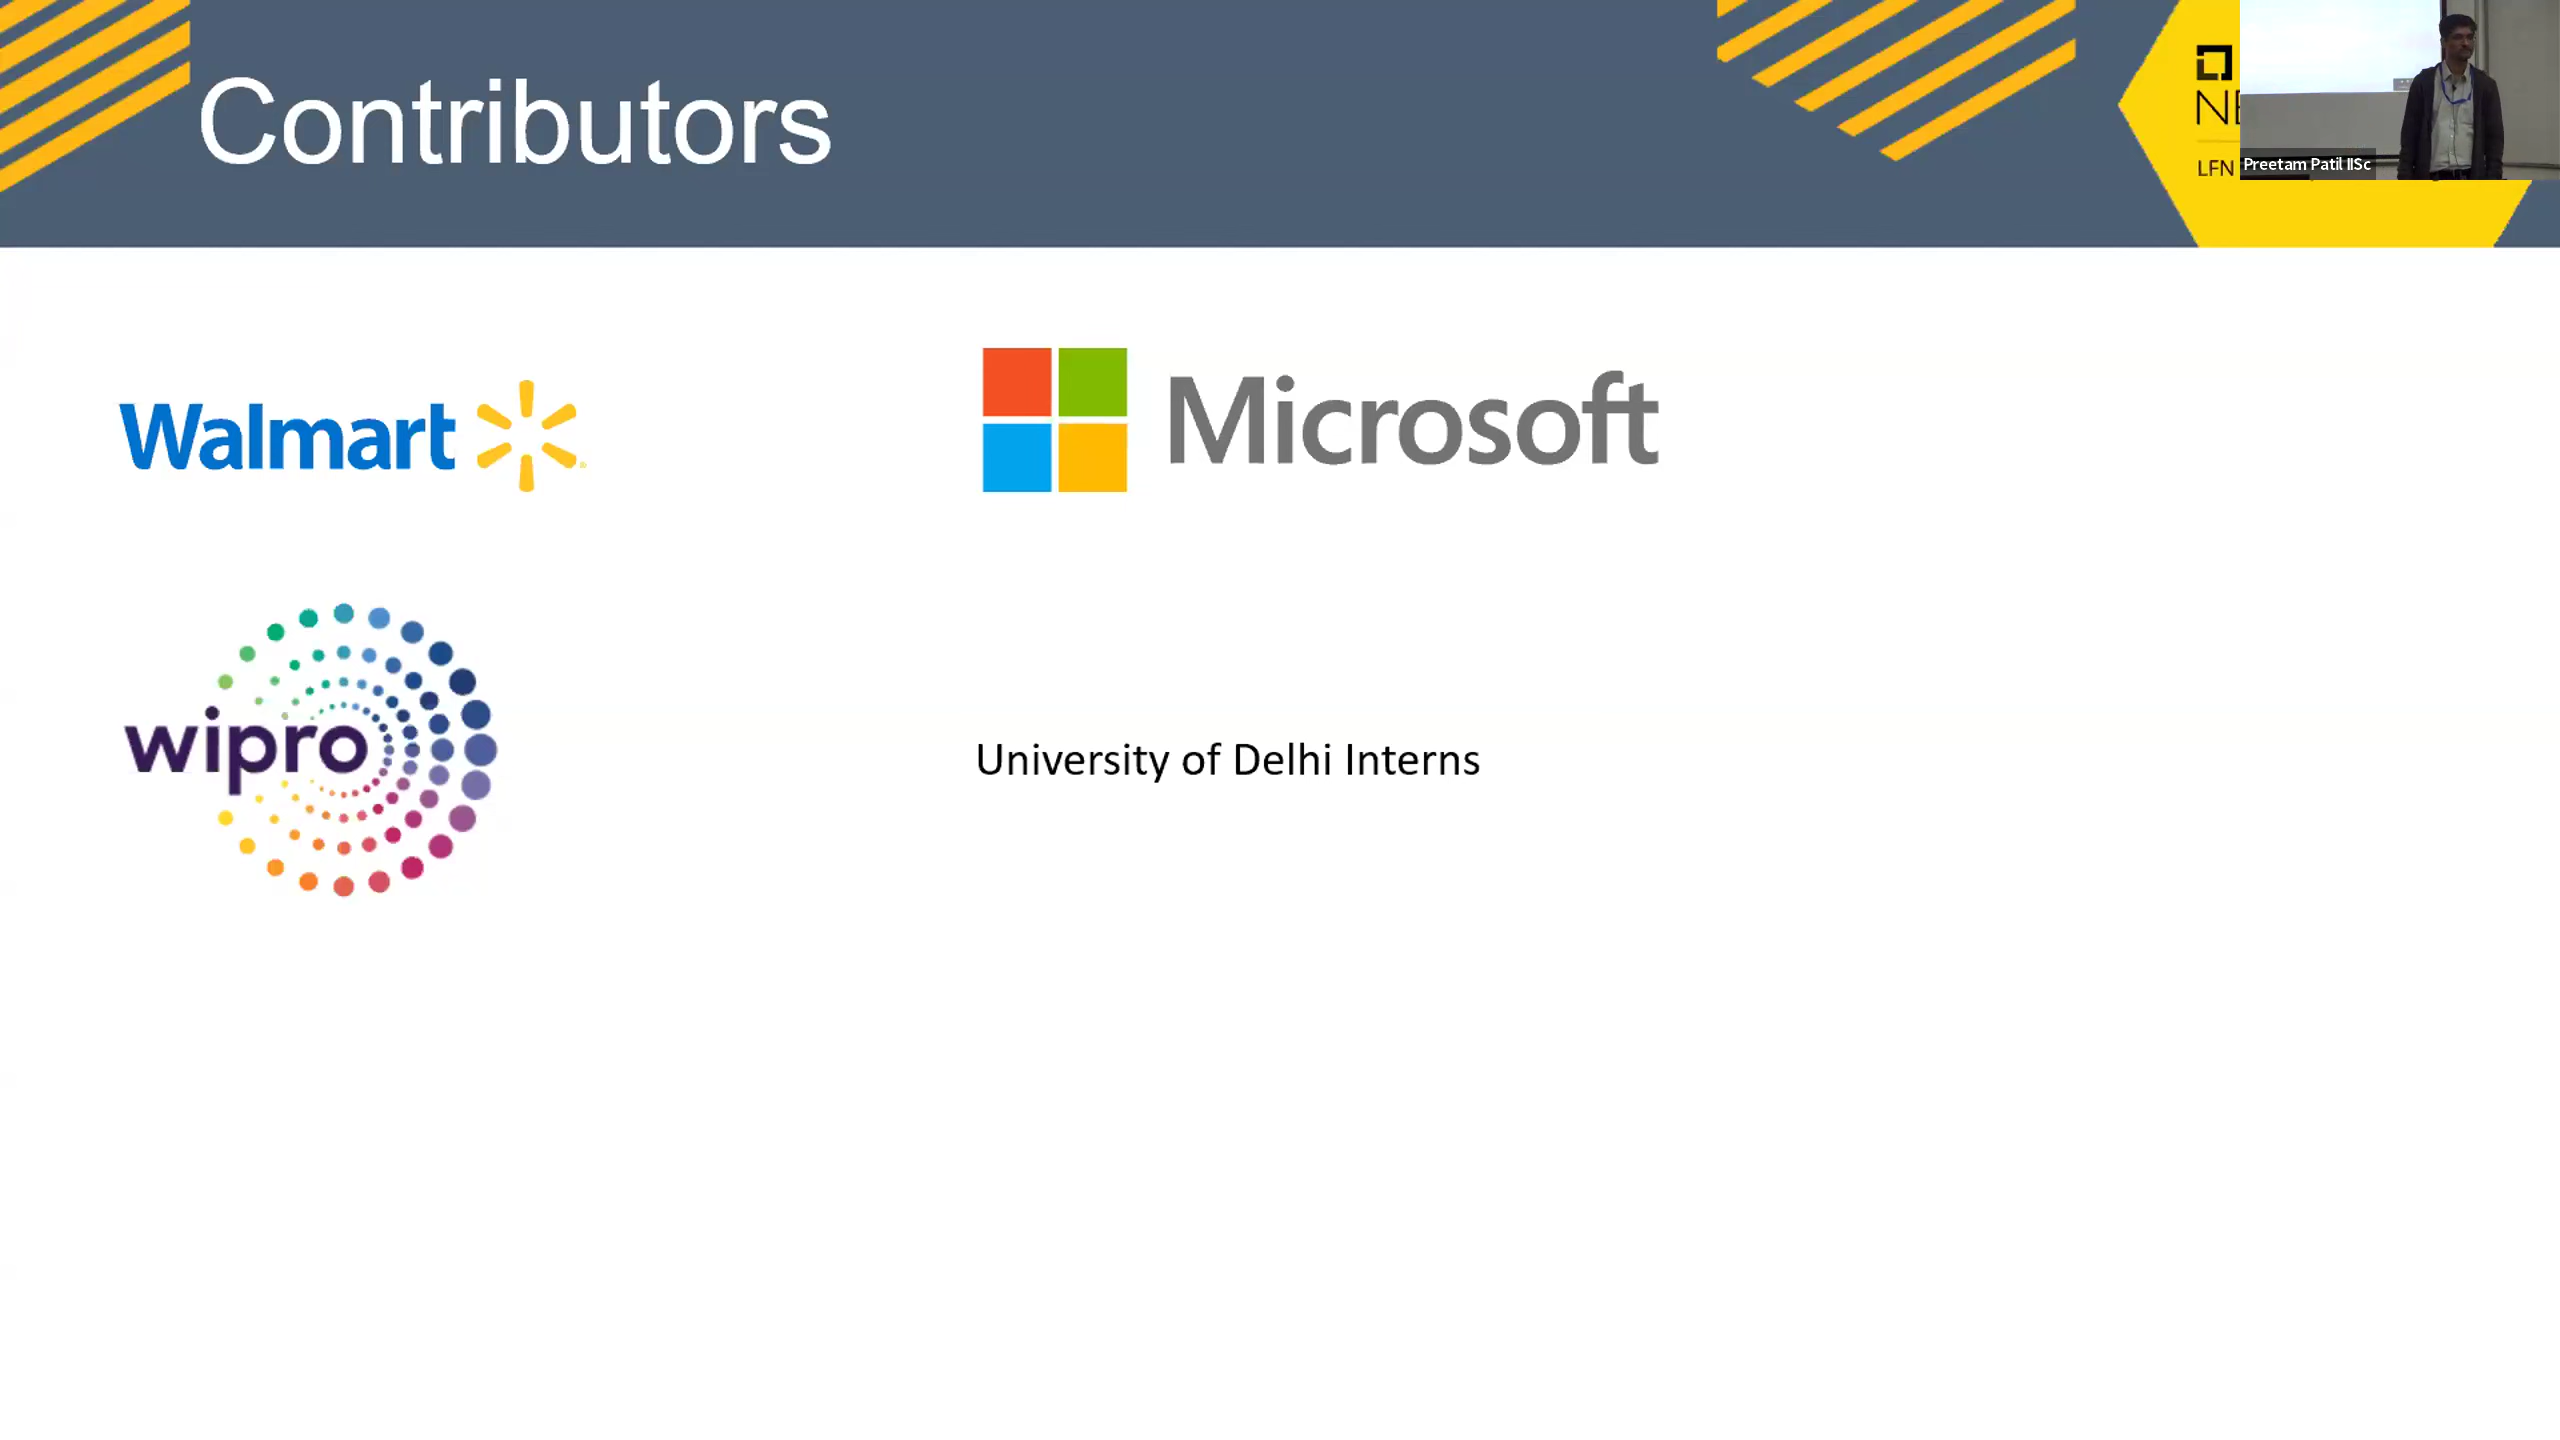 Contributors
LFN
Preetam Patil IISc
Walmart
Microsoft
wipro
University of Delhi Interns